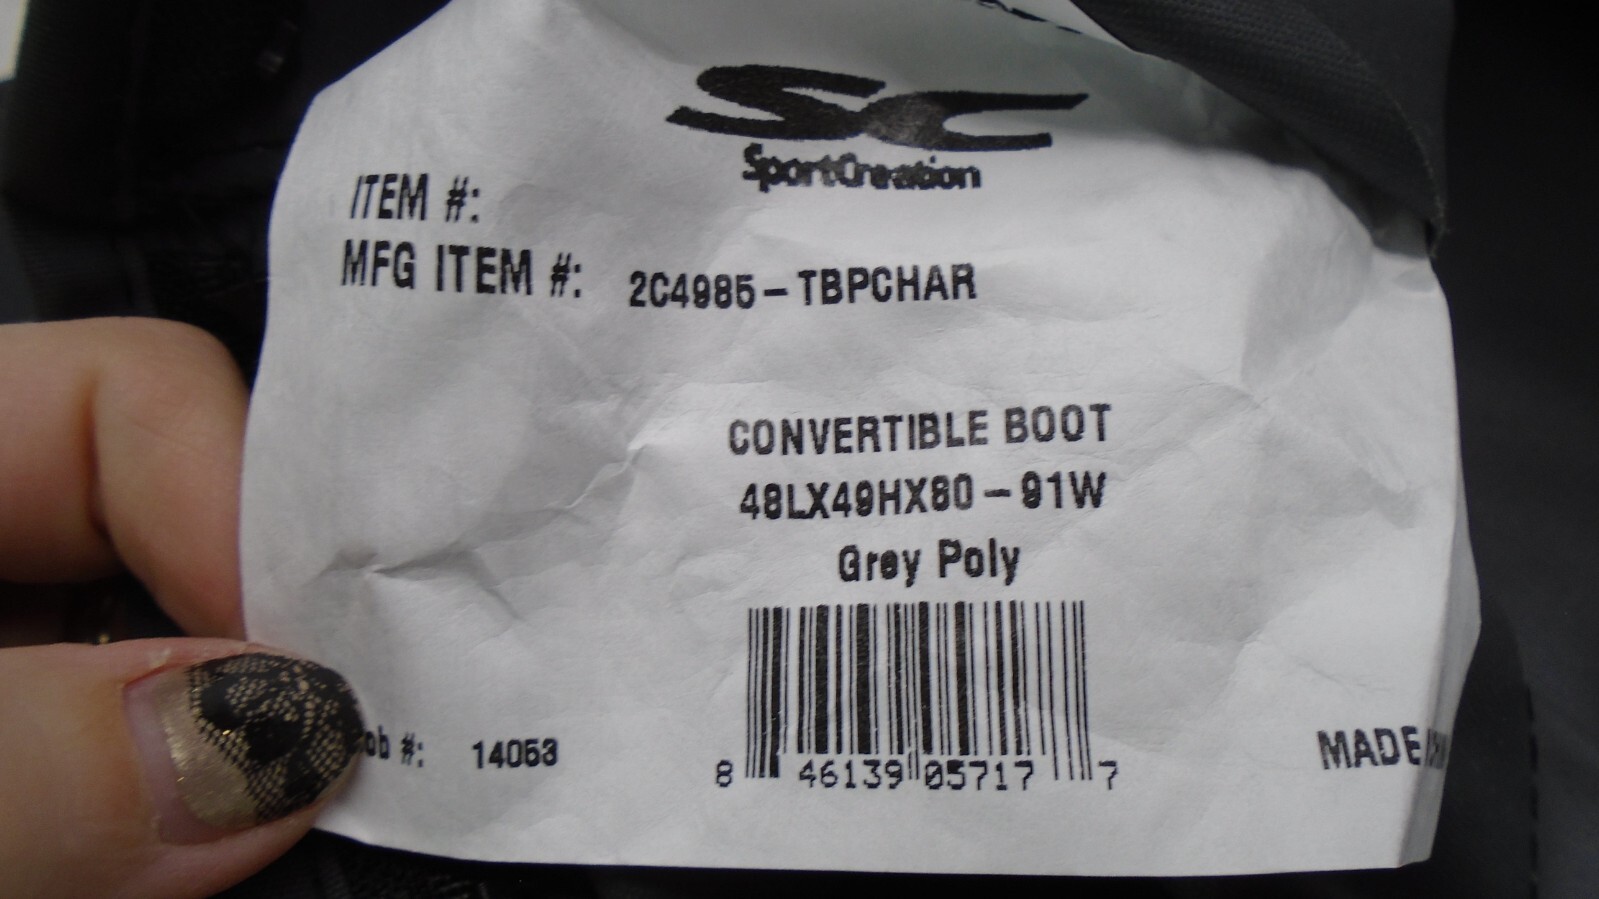 SC
SportCreation
ITEM #:
MFG ITEM #: 2C4985-TBPCHAR
CONVERTIBLE BOOT
48LX49HX80-91W
Grey Poly
8 46139 05717 7
Job #: 14053
MADE